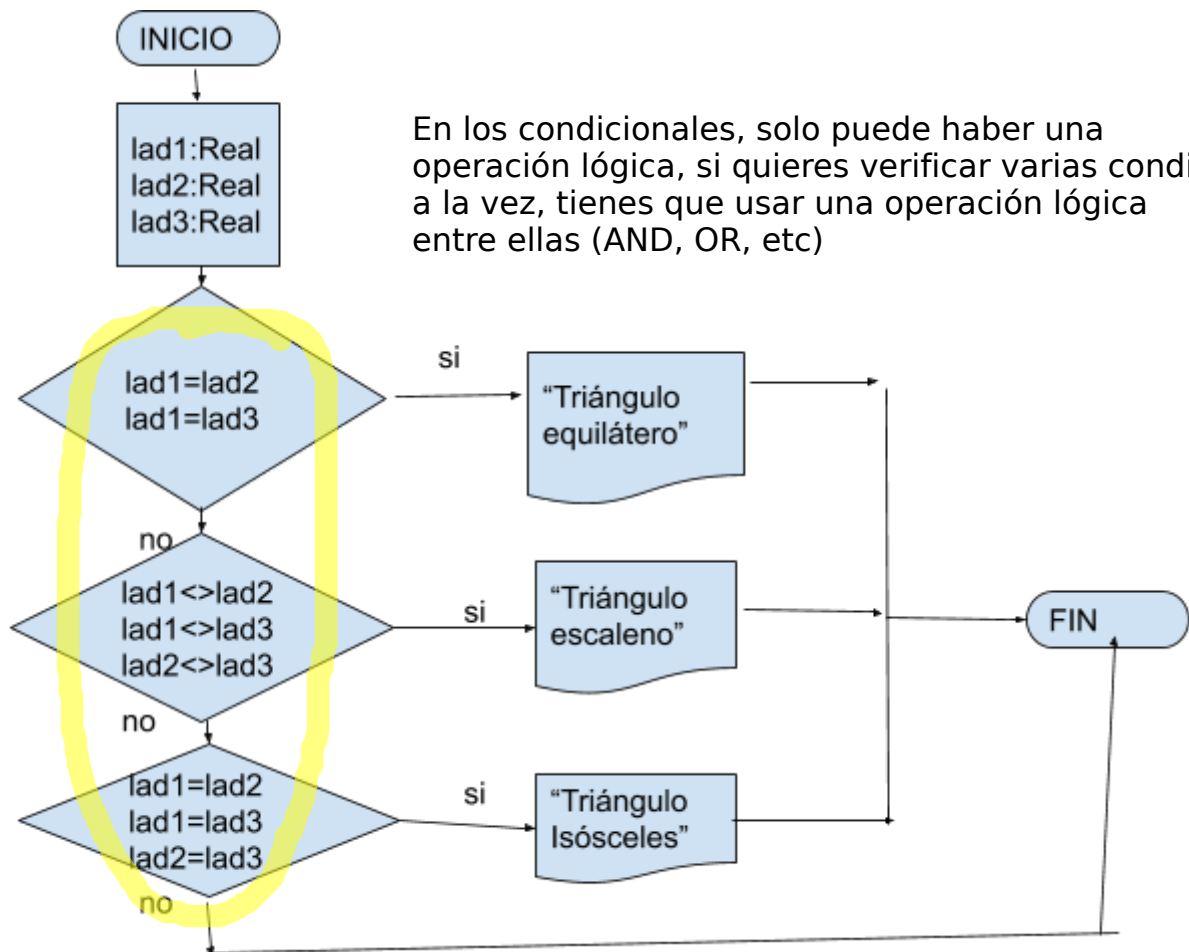 INICIO
lad1:Real
lad2:Real
lad3:Real
En los condicionales, solo puede haber una
operación lógica, si quieres verificar varias condi
a la vez, tienes que usar una operación lógica
entre ellas (AND, OR, etc)
lad1=lad2
lad1=lad3
si
“Triángulo
equilátero”
no
lad1<>lad2
lad1<>lad3
lad2<>lad3
si
“Triángulo
escaleno”
FIN
no
lad1=lad2
lad1=lad3
lad2=lad3
si
“Triángulo
Isósceles”
no